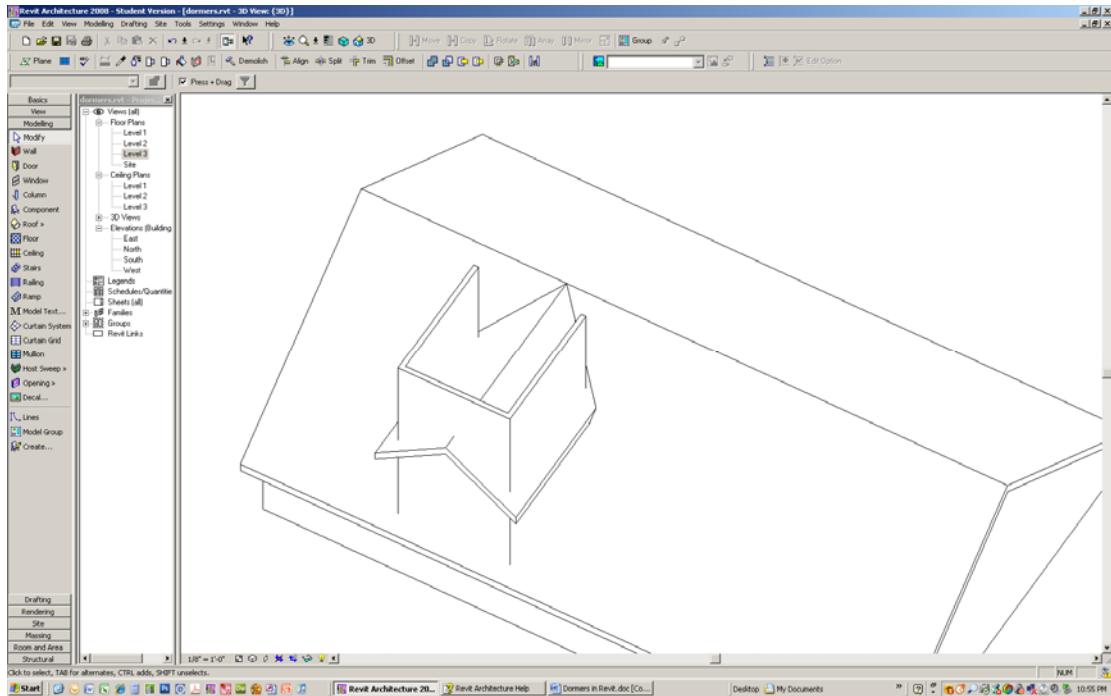 Revit Architecture 2008 - Student Version - [dormers.rvt - 3D View: {3D}]
File Edit View Modelling Drafting Site Tools Settings Window Help
3D Move Copy Rotate Array Mirror Group
Plane Demolish Align Split Trim Offset Edit Option
Press + Drag
Basics
View
Modelling
Modify
Wall
Door
Window
Column
Component
Roof »
Floor
Ceiling
Stairs
Railing
Ramp
Model Text...
Curtain System
Curtain Grid
Mullion
Host Sweep »
Opening »
Decal...
Lines
Model Group
Create...
Drafting
Rendering
Site
Massing
Room and Area
Structural
dormers.rvt - Projec...
Views (all)
Floor Plans
Level 1
Level 2
Level 3
Site
Ceiling Plans
Level 1
Level 2
Level 3
3D Views
Elevations (Building
East
North
South
West
Legends
Schedules/Quantitie
Sheets (all)
Families
Groups
Revit Links
1/8" = 1'-0"
Click to select, TAB for alternates, CTRL adds, SHIFT unselects.
NUM
Start
Revit Architecture 20...
Revit Architecture Help
Dormers in Revit.doc [Co...
Desktop
My Documents
10:55 PM